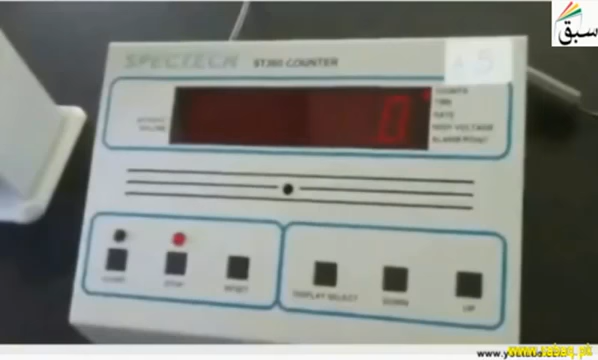 سبق
SPECTECH ST360 COUNTER
5
COUNTS
TIME
RATE
HIGH VOLTAGE
ALARM POINT
0
COUNT
STOP
RESET
DISPLAY SELECT
DOWN
UP